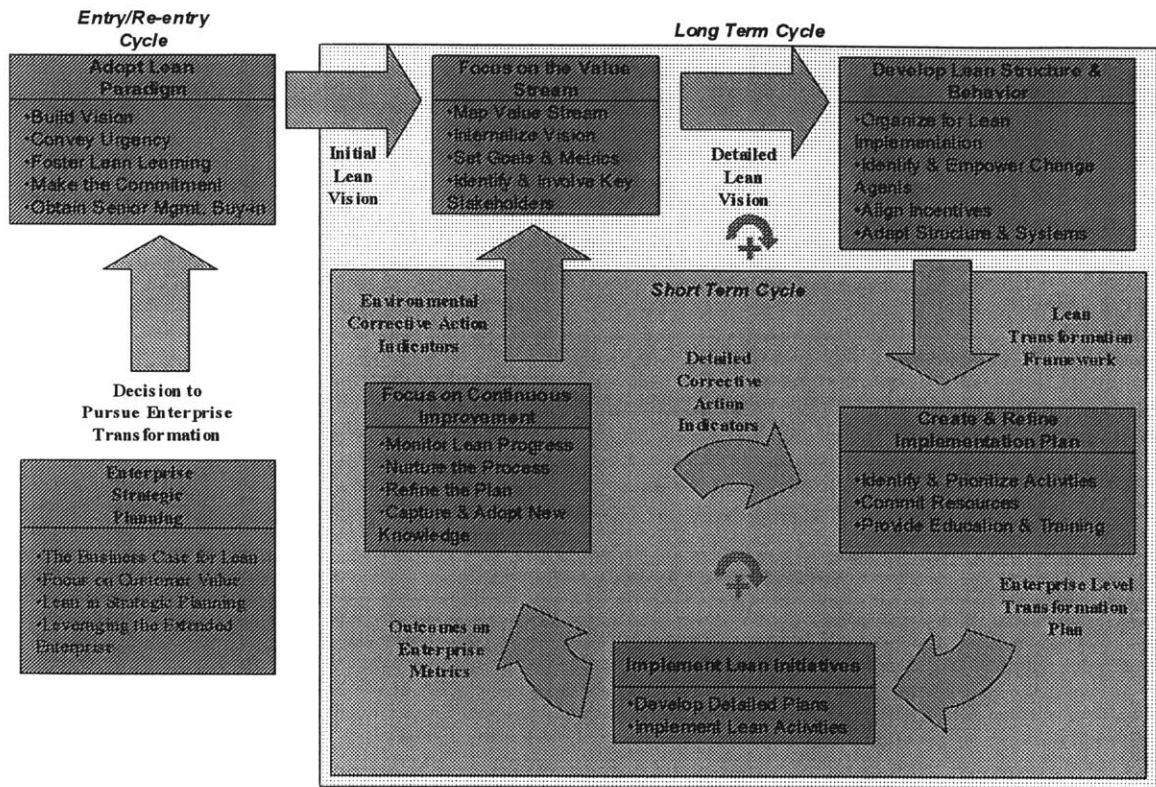 Entry/Re-entry
Cycle
Adopt Lean
Paradigm
•Build Vision
•Convey Urgency
•Foster Lean Learning
•Make the Commitment
•Obtain Senior Mgmt. Buy-in
Decision to
Pursue Enterprise
Transformation
Enterprise
Strategic
Planning
•The Business Case for Lean
•Focus on Customer Value
•Lean in Strategic Planning
•Leveraging the Extended
Enterprise
Long Term Cycle
Initial
Lean
Vision
Focus on the Value
Stream
•Map Value Stream
•Internalize Vision
•Set Goals & Metrics
•Identify & Involve Key
Stakeholders
Detailed
Lean
Vision
+
Develop Lean Structure &
Behavior
•Organize for Lean
Implementation
•Identify & Empower Change
Agents
•Align Incentives
•Adapt Structure & Systems
Short Term Cycle
Environmental
Corrective Action
Indicators
Detailed
Corrective
Action
Indicators
Lean
Transformation
Framework
Focus on Continuous
Improvement
•Monitor Lean Progress
•Nurture the Process
•Refine the Plan
•Capture & Adopt New
Knowledge
Create & Refine
Implementation Plan
•Identify & Prioritize Activities
•Commit Resources
•Provide Education & Training
+
Enterprise Level
Transformation
Plan
Outcomes on
Enterprise
Metrics
Implement Lean Initiatives
•Develop Detailed Plans
•Implement Lean Activities